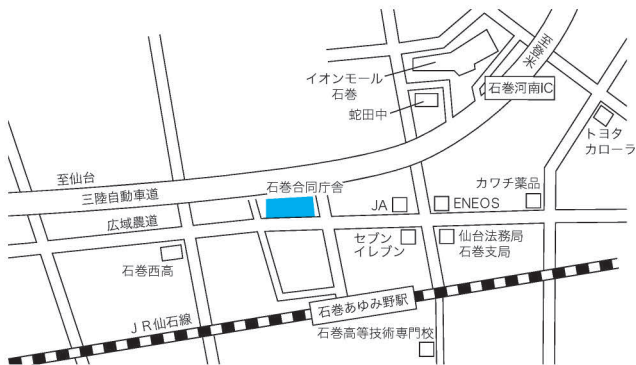 至登米
イオンモール
石巻
石巻河南IC
蛇田中
トヨタ
カローラ
至仙台
石巻合同庁舎
カワチ薬品
三陸自動車道
JA
ENEOS
広域農道
セブン
イレブン
仙台法務局
石巻支局
石巻西高
石巻あゆみ野駅
JR仙石線
石巻高等技術専門校